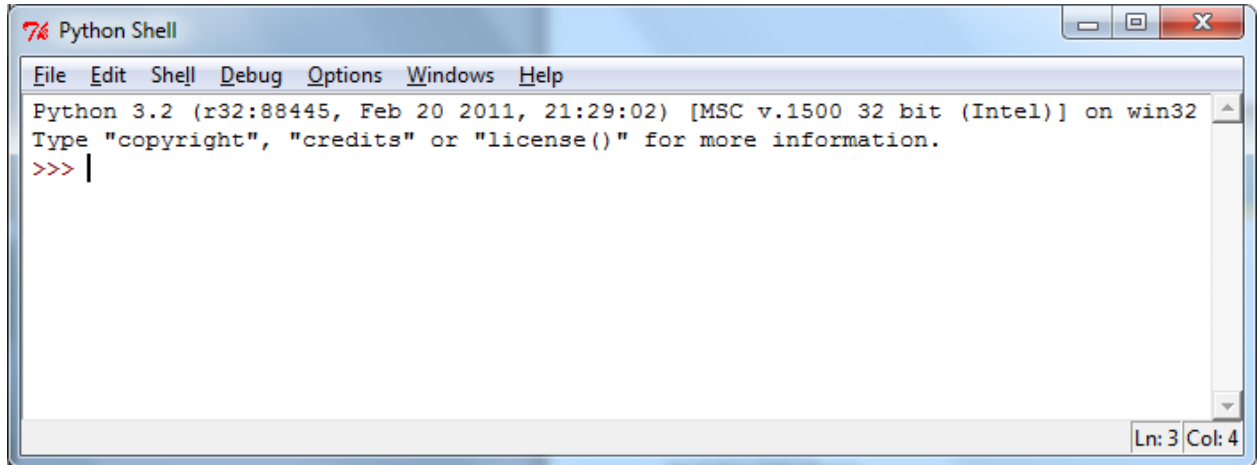 Python Shell
File Edit Shell Debug Options Windows Help
Python 3.2 (r32:88445, Feb 20 2011, 21:29:02) [MSC v.1500 32 bit (Intel)] on win32
Type "copyright", "credits" or "license()" for more information.
>>>
Ln: 3 Col: 4